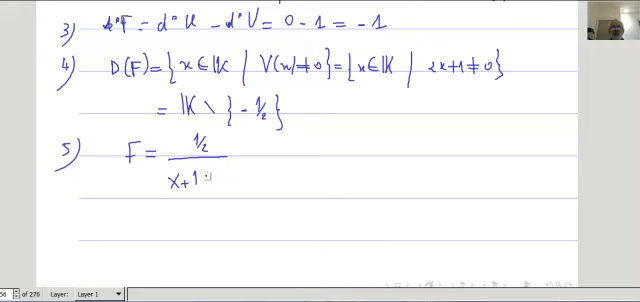 3) d°F = d°U - d°V = 0 - 1 = -1
4) D(F) = { x ∈ K | V(x) ≠ 0 } = { x ∈ K | 2x+1 ≠ 0 }
= K \ { -1/2 }
5) F = 1/2
x+1
56 of 276 Layer: Layer 1